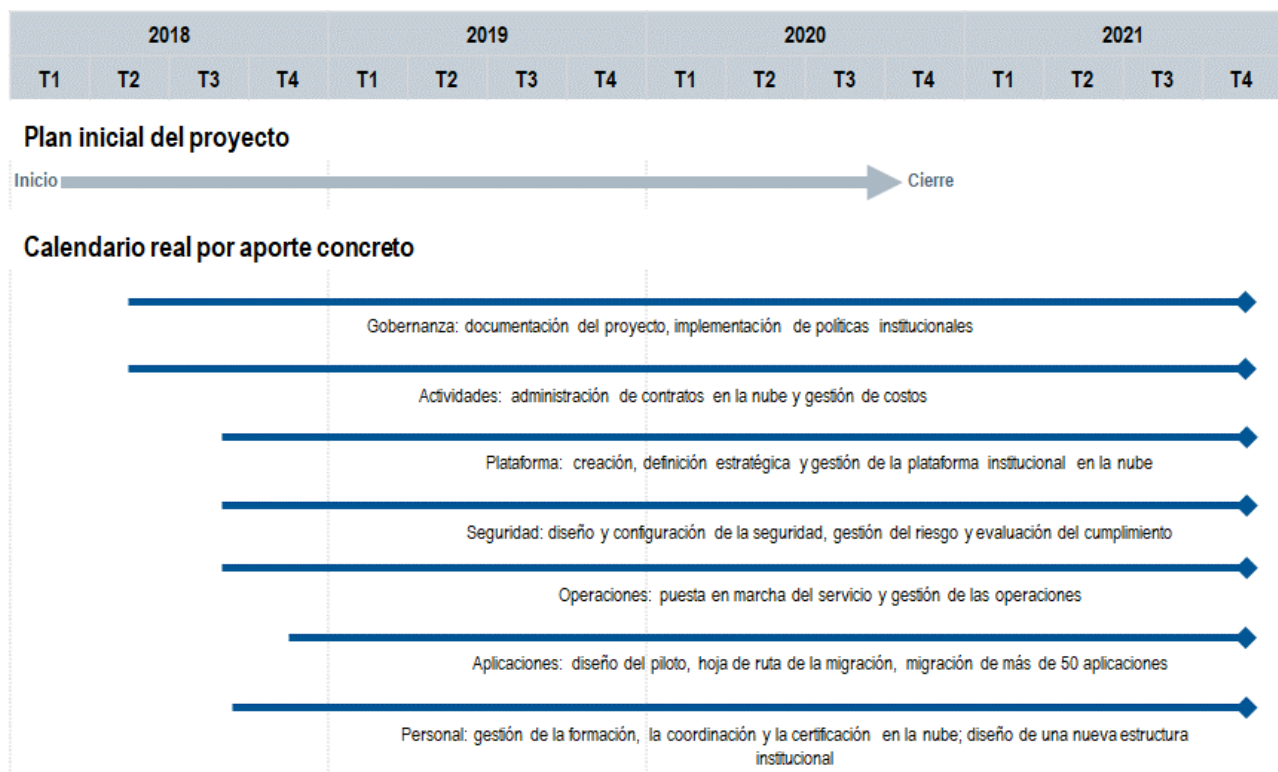 2018 2019 2020 2021
T1 T2 T3 T4 T1 T2 T3 T4 T1 T2 T3 T4 T1 T2 T3 T4
Plan inicial del proyecto
Inicio Cierre
Calendario real por aporte concreto
Gobernanza: documentación del proyecto, implementación de políticas institucionales
Actividades: administración de contratos en la nube y gestión de costos
Plataforma: creación, definición estratégica y gestión de la plataforma institucional en la nube
Seguridad: diseño y configuración de la seguridad, gestión del riesgo y evaluación del cumplimiento
Operaciones: puesta en marcha del servicio y gestión de las operaciones
Aplicaciones: diseño del piloto, hoja de ruta de la migración, migración de más de 50 aplicaciones
Personal: gestión de la formación, la coordinación y la certificación en la nube; diseño de una nueva estructura
institucional